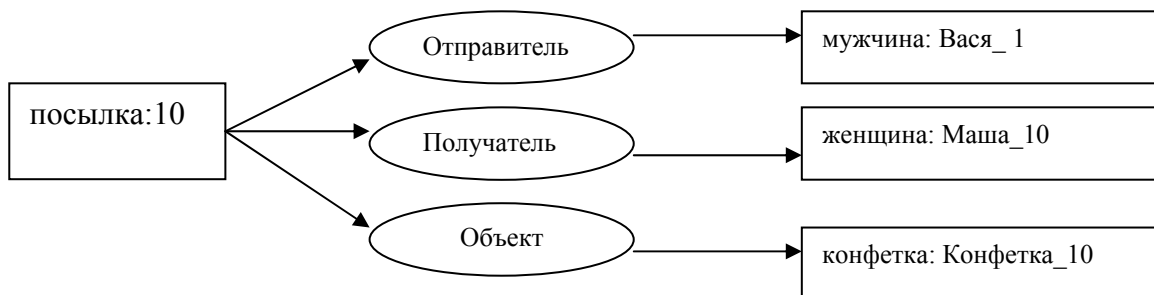 посылка:10
Отправитель
мужчина: Вася_ 1
Получатель
женщина: Маша_10
Объект
конфетка: Конфетка_10